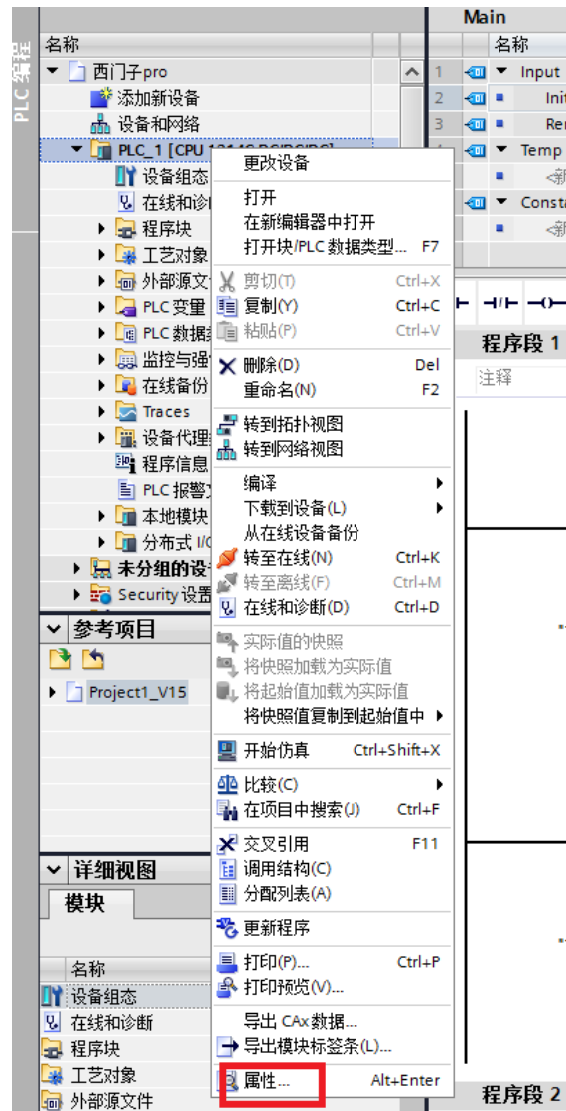 PLC 编程
名称
西门子pro
添加新设备
设备和网络
PLC_1 [CPU
设备组态
在线和诊
程序块
工艺对象
外部源文
PLC 变量
PLC 数据
监控与强
在线备份
Traces
设备代理
程序信息
PLC 报警
本地模块
分布式 I/O
未分组的设
Security 设置
参考项目
Project1_V15
详细视图
模块
名称
设备组态
在线和诊断
程序块
工艺对象
外部源文件
更改设备
打开
在新编辑器中打开
打开块/PLC 数据类型... F7
剪切(T) Ctrl+X
复制(Y) Ctrl+C
粘贴(P) Ctrl+V
删除(D) Del
重命名(N) F2
转到拓扑视图
转到网络视图
编译
下载到设备(L)
从在线设备备份
转至在线(N) Ctrl+K
转至离线(F) Ctrl+M
在线和诊断(D) Ctrl+D
实际值的快照
将快照加载为实际值
将起始值加载为实际值
将快照值复制到起始值中
开始仿真 Ctrl+Shift+X
比较(C)
在项目中搜索(J) Ctrl+F
交叉引用 F11
调用结构(C)
分配列表(A)
更新程序
打印(P)... Ctrl+P
打印预览(V)...
导出 CAx 数据...
导出模块标签条(L)...
属性... Alt+Enter
Main
名称
1 Input
2 Ini
3 Re
Temp
<新
Consta
<新
程序段 1
注释
程序段 2